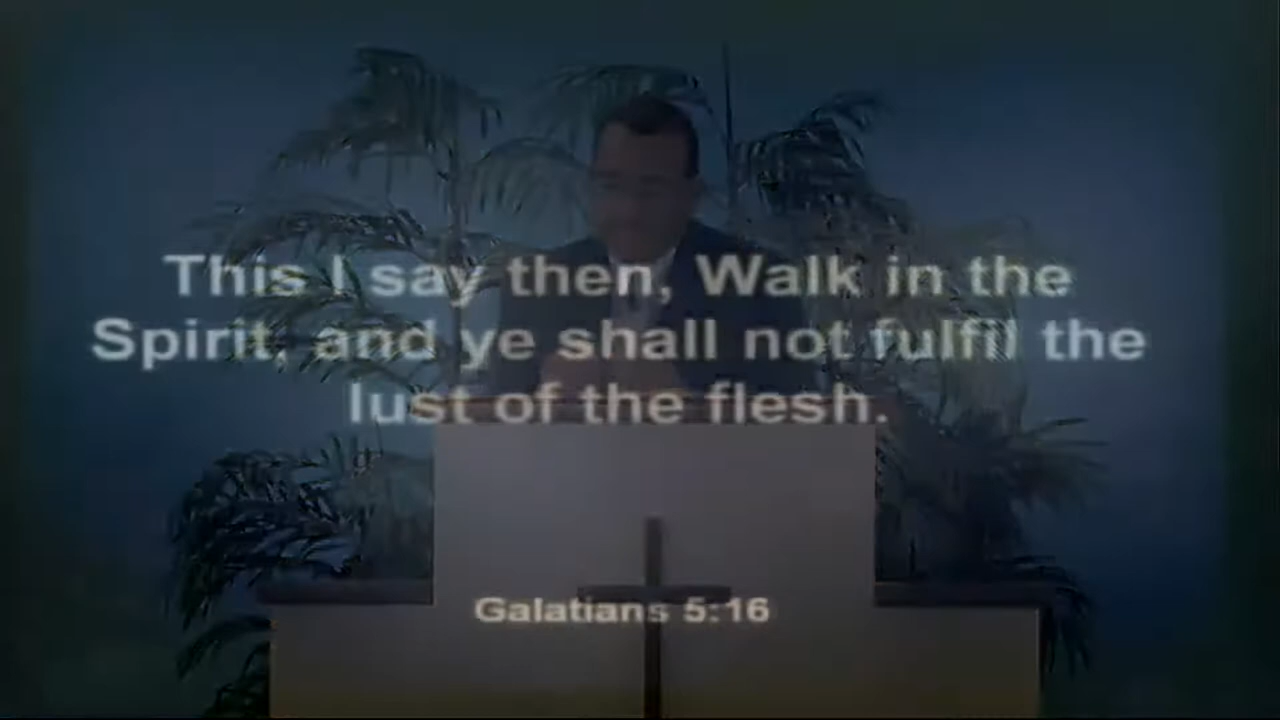 This I say then, Walk in the
Spirit, and ye shall not fulfil the
lust of the flesh.
Galatians 5:16